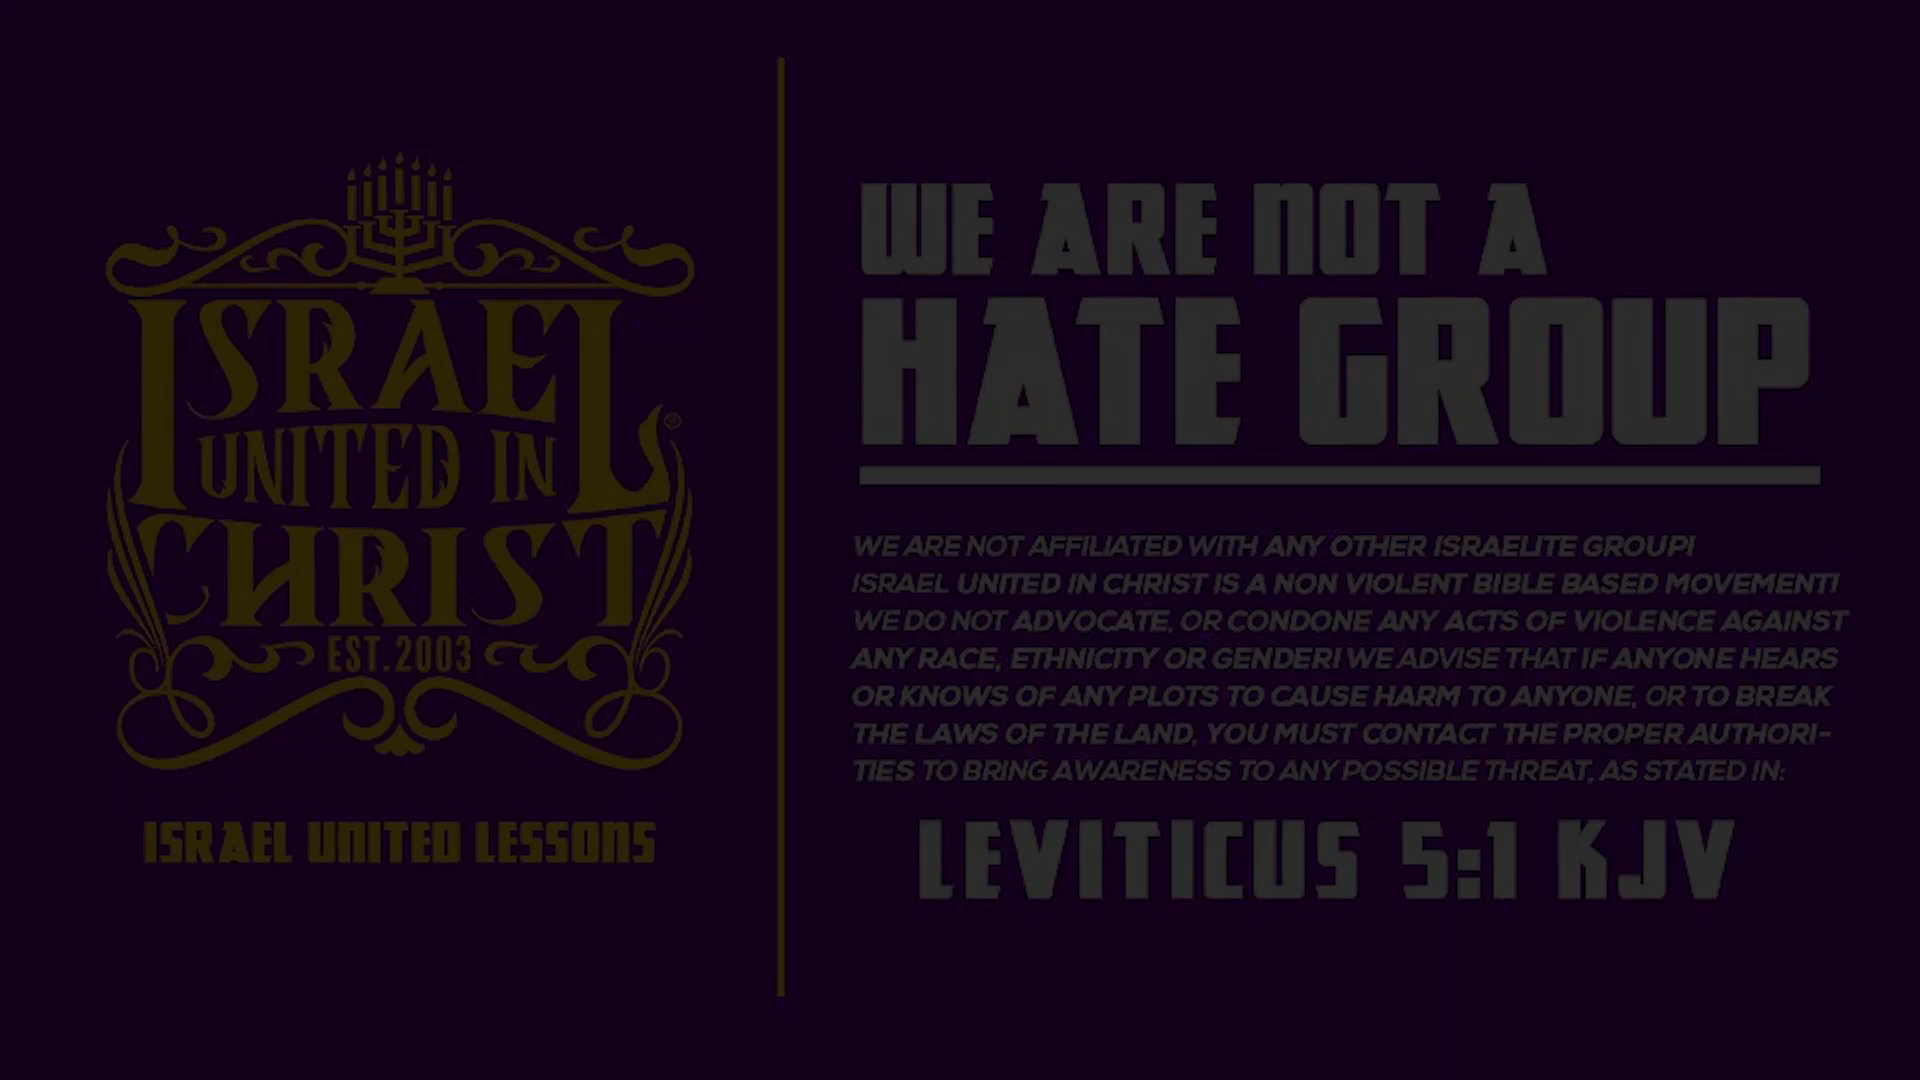 ISRAEL
UNITED IN
CHRIST
EST.2003
®
ISRAEL UNITED LESSONS
WE ARE NOT A
HATE GROUP
WE ARE NOT AFFILIATED WITH ANY OTHER ISRAELITE GROUP!
ISRAEL UNITED IN CHRIST IS A NON VIOLENT BIBLE BASED MOVEMENT!
WE DO NOT ADVOCATE, OR CONDONE ANY ACTS OF VIOLENCE AGAINST
ANY RACE, ETHNICITY OR GENDER! WE ADVISE THAT IF ANYONE HEARS
OR KNOWS OF ANY PLOTS TO CAUSE HARM TO ANYONE, OR TO BREAK
THE LAWS OF THE LAND, YOU MUST CONTACT THE PROPER AUTHORI-
TIES TO BRING AWARENESS TO ANY POSSIBLE THREAT, AS STATED IN:
LEVITICUS 5:1 KJV